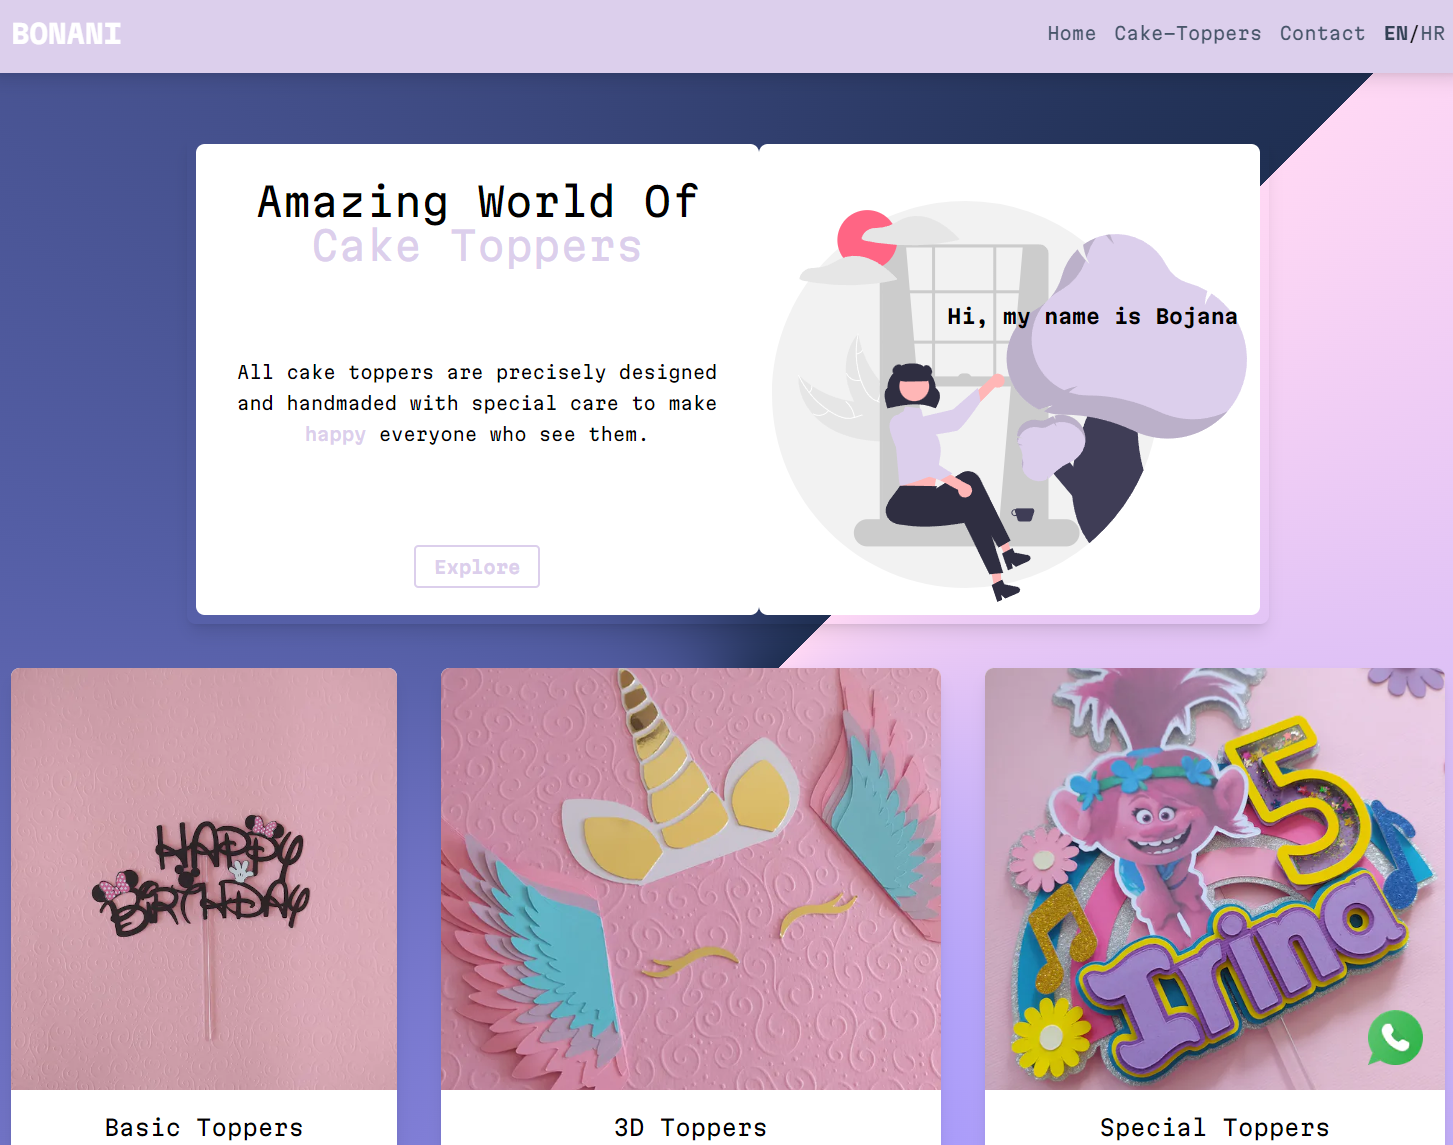 BONANI
Home Cake-Toppers Contact EN/HR
Amazing World Of
Cake Toppers
Hi, my name is Bojana
All cake toppers are precisely designed
and handmaded with special care to make
happy everyone who see them.
Explore
HAPPY
BIRTHDAY
5
Irina
Basic Toppers
3D Toppers
Special Toppers